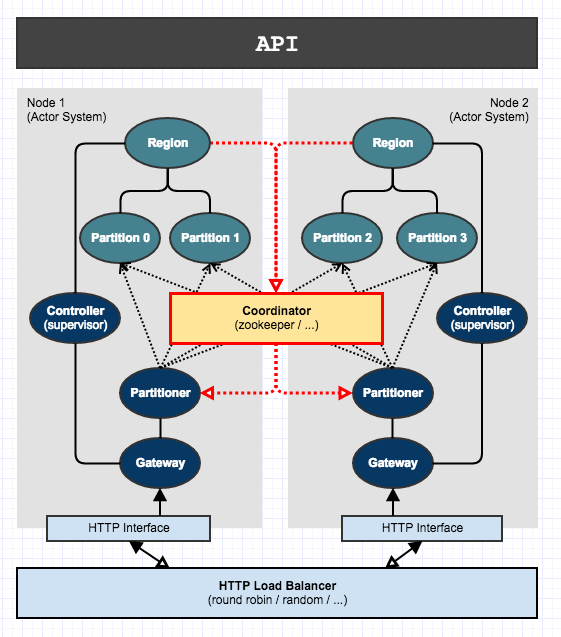 API
Node 1
(Actor System)
Node 2
(Actor System)
Region
Region
Partition 0
Partition 1
Partition 2
Partition 3
Controller
(supervisor)
Coordinator
(zookeeper / ...)
Controller
(supervisor)
Partitioner
Partitioner
Gateway
Gateway
HTTP Interface
HTTP Interface
HTTP Load Balancer
(round robin / random / ...)